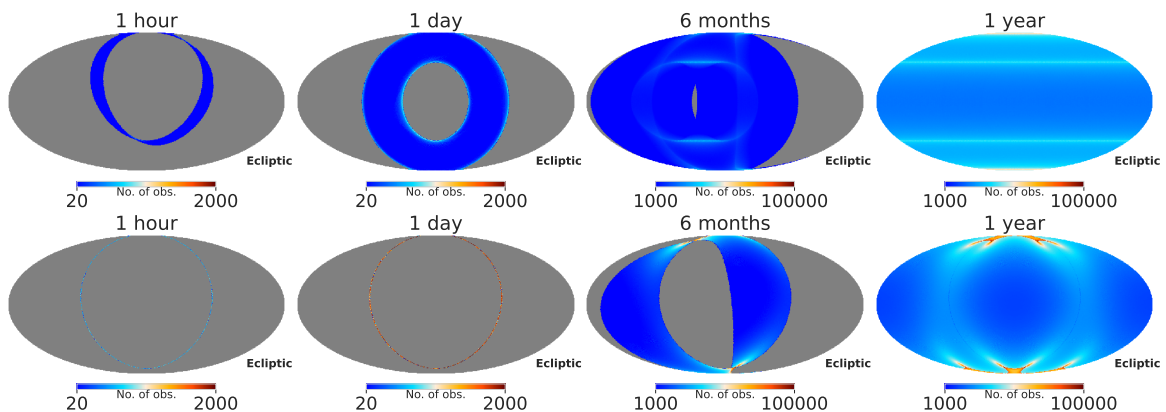 1 hour 1 day 6 months 1 year
Ecliptic Ecliptic Ecliptic Ecliptic
No. of obs. No. of obs. No. of obs. No. of obs.
20 2000 20 2000 1000 100000 1000 100000
1 hour 1 day 6 months 1 year
Ecliptic Ecliptic Ecliptic Ecliptic
No. of obs. No. of obs. No. of obs. No. of obs.
20 2000 20 2000 1000 100000 1000 100000